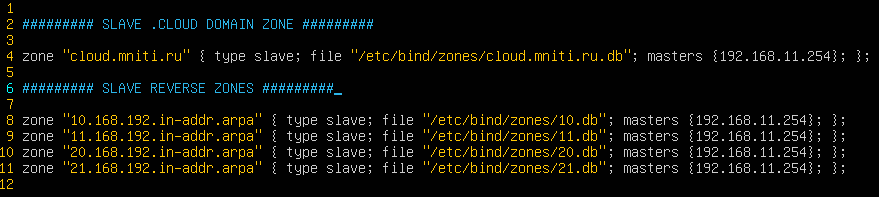 1
2 ######### SLAVE .CLOUD DOMAIN ZONE #########
3
4 zone "cloud.mniti.ru" { type slave; file "/etc/bind/zones/cloud.mniti.ru.db"; masters {192.168.11.254}; };
5
6 ######### SLAVE REVERSE ZONES #########_
7
8 zone "10.168.192.in-addr.arpa" { type slave; file "/etc/bind/zones/10.db"; masters {192.168.11.254}; };
9 zone "11.168.192.in-addr.arpa" { type slave; file "/etc/bind/zones/11.db"; masters {192.168.11.254}; };
10 zone "20.168.192.in-addr.arpa" { type slave; file "/etc/bind/zones/20.db"; masters {192.168.11.254}; };
11 zone "21.168.192.in-addr.arpa" { type slave; file "/etc/bind/zones/21.db"; masters {192.168.11.254}; };
12